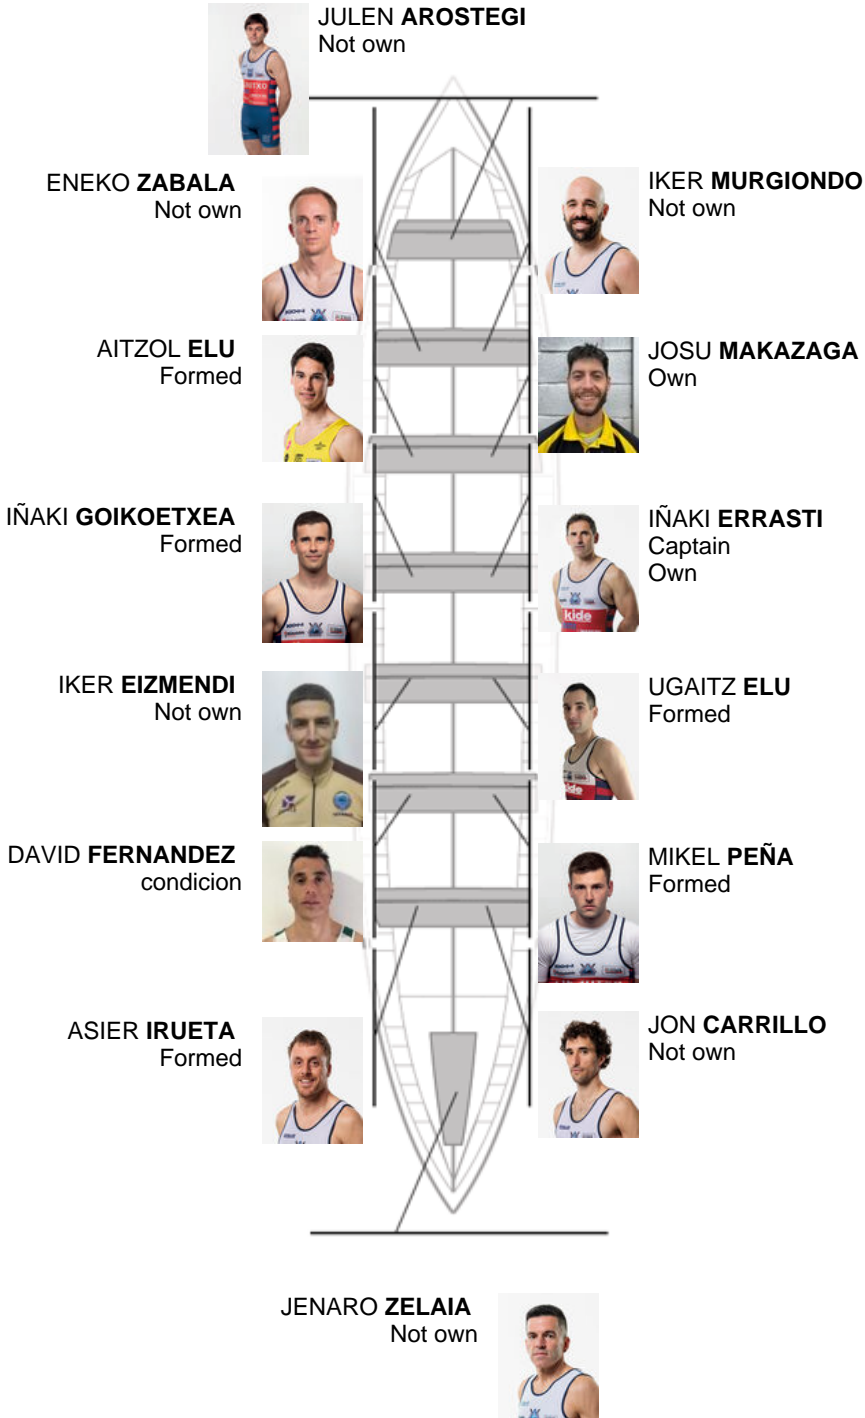 JULEN AROSTEGI
Not own
ENEKO ZABALA
Not own
IKER MURGIONDO
Not own
AITZOL ELU
Formed
JOSU MAKAZAGA
Own
IÑAKI GOIKOETXEA
Formed
IÑAKI ERRASTI
Captain
Own
kide
IKER EIZMENDI
Not own
UGAITZ ELU
Formed
kide
DAVID FERNANDEZ
condicion
MIKEL PEÑA
Formed
ASIER IRUETA
Formed
JON CARRILLO
Not own
JENARO ZELAIA
Not own